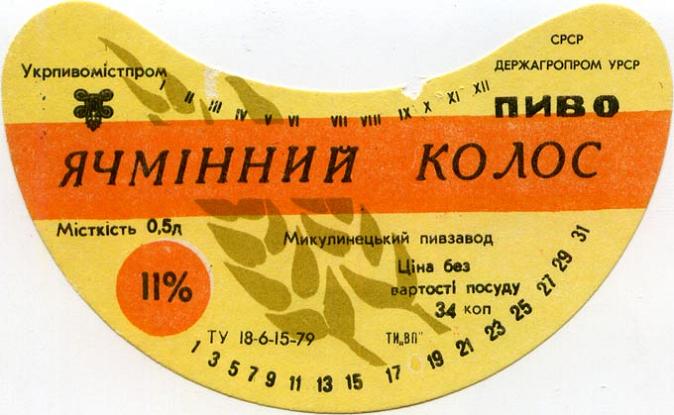 СРСР
Укрпивомістпром
ДЕРЖАГРОПРОМ УРСР
I II III IV V VI VII VIII IX X XI XII
ПИВО
ЯЧМІННИЙ КОЛОС
Місткість 0,5л
Микулинецький пивзавод
11%
Ціна без
вартості посуду
34 коп
ТУ 18-6-15-79
ТИ„ВП"
1 3 5 7 9 11 13 15 17 19 21 23 25 27 29 31